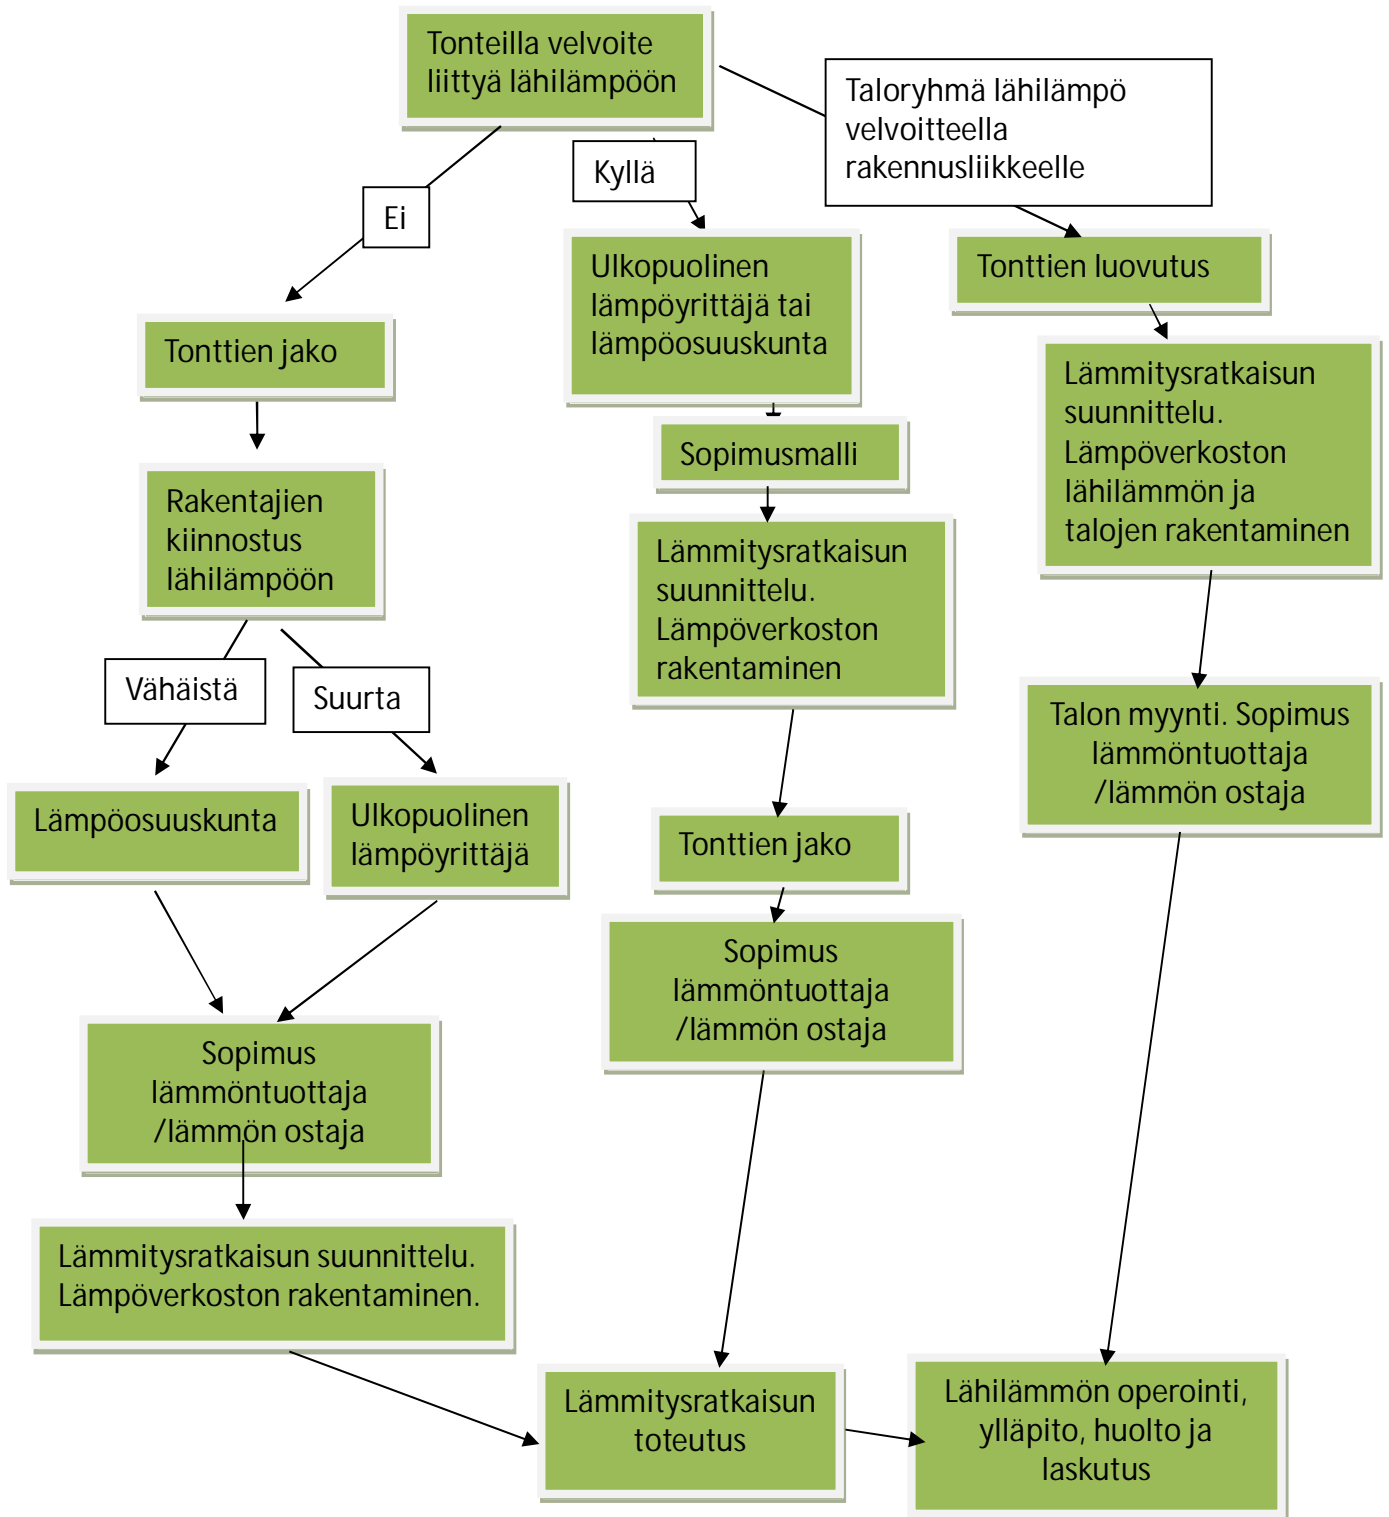 Tonteilla velvoite
liittyä lähilämpöön
Taloryhmä lähilämpö
velvoitteella
rakennusliikkeelle
Kyllä
Ei
Ulkopuolinen
lämpöyrittäjä tai
lämpöosuuskunta
Tonttien luovutus
Tonttien jako
Lämmitysratkaisun
suunnittelu.
Lämpöverkoston
lähilämmön ja
talojen rakentaminen
Sopimusmalli
Rakentajien
kiinnostus
lähilämpöön
Lämmitysratkaisun
suunnittelu.
Lämpöverkoston
rakentaminen
Vähäistä
Suurta
Talon myynti. Sopimus
lämmöntuottaja
/lämmön ostaja
Lämpöosuuskunta
Ulkopuolinen
lämpöyrittäjä
Tonttien jako
Sopimus
lämmöntuottaja
/lämmön ostaja
Sopimus
lämmöntuottaja
/lämmön ostaja
Lämmitysratkaisun suunnittelu.
Lämpöverkoston rakentaminen.
Lämmitysratkaisun
toteutus
Lähilämmön operointi,
ylläpito, huolto ja
laskutus